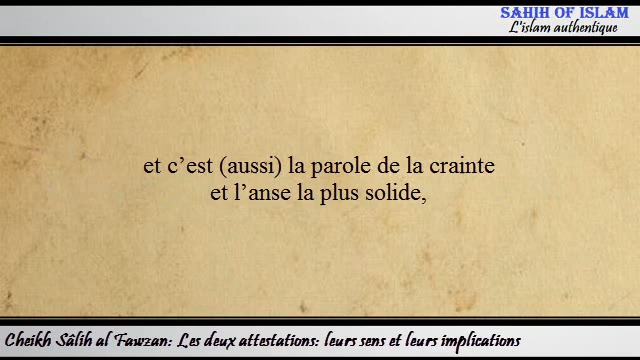 SAHIH OF ISLAM
L'islam authentique
et c’est (aussi) la parole de la crainte
et l’anse la plus solide,
Cheikh Sâlih al Fawzan: Les deux attestations: leurs sens et leurs implications